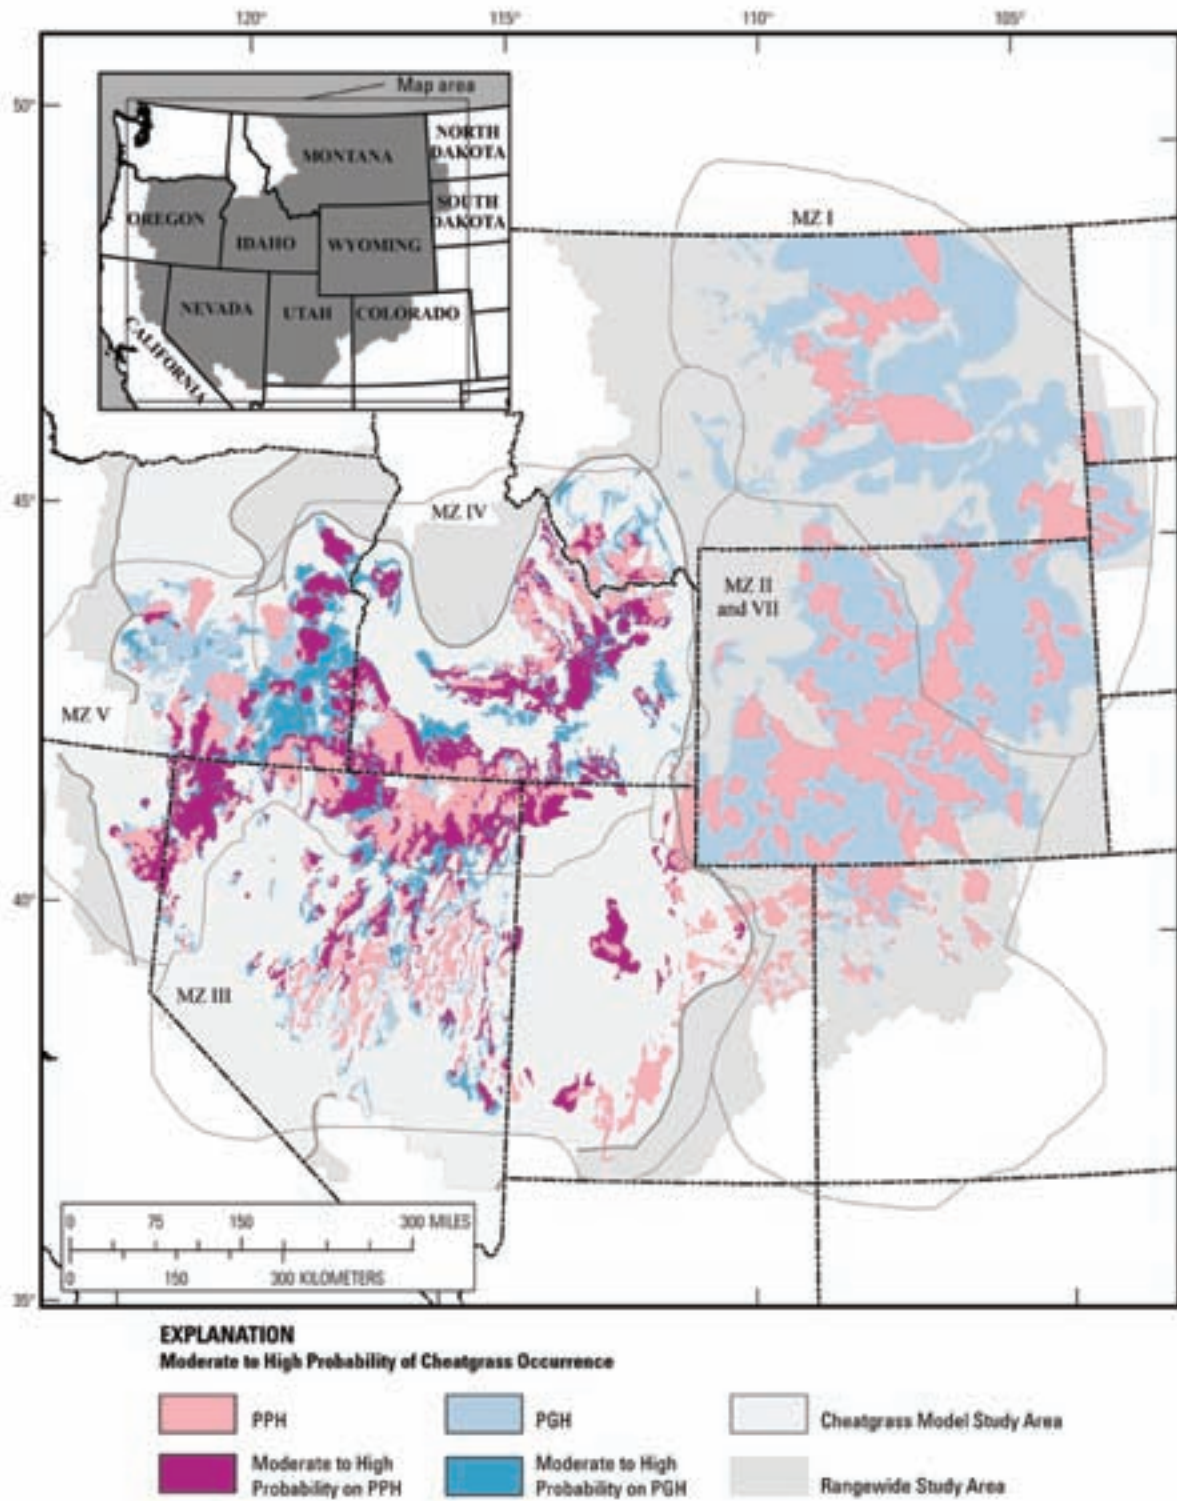 120° 115° 110° 105°
50°
Map area
NORTH
DAKOTA
MONTANA
SOUTH
DAKOTA
OREGON
IDAHO
WYOMING
NEVADA
UTAH
COLORADO
CALIFORNIA
MZ I
45°
MZ IV
MZ II
and VII
MZ V
40°
MZ III
0 75 150 300 MILES
0 150 300 KILOMETERS
35°
EXPLANATION
Moderate to High Probability of Cheatgrass Occurrence
PPH
PGH
Cheatgrass Model Study Area
Moderate to High
Probability on PPH
Moderate to High
Probability on PGH
Rangewide Study Area